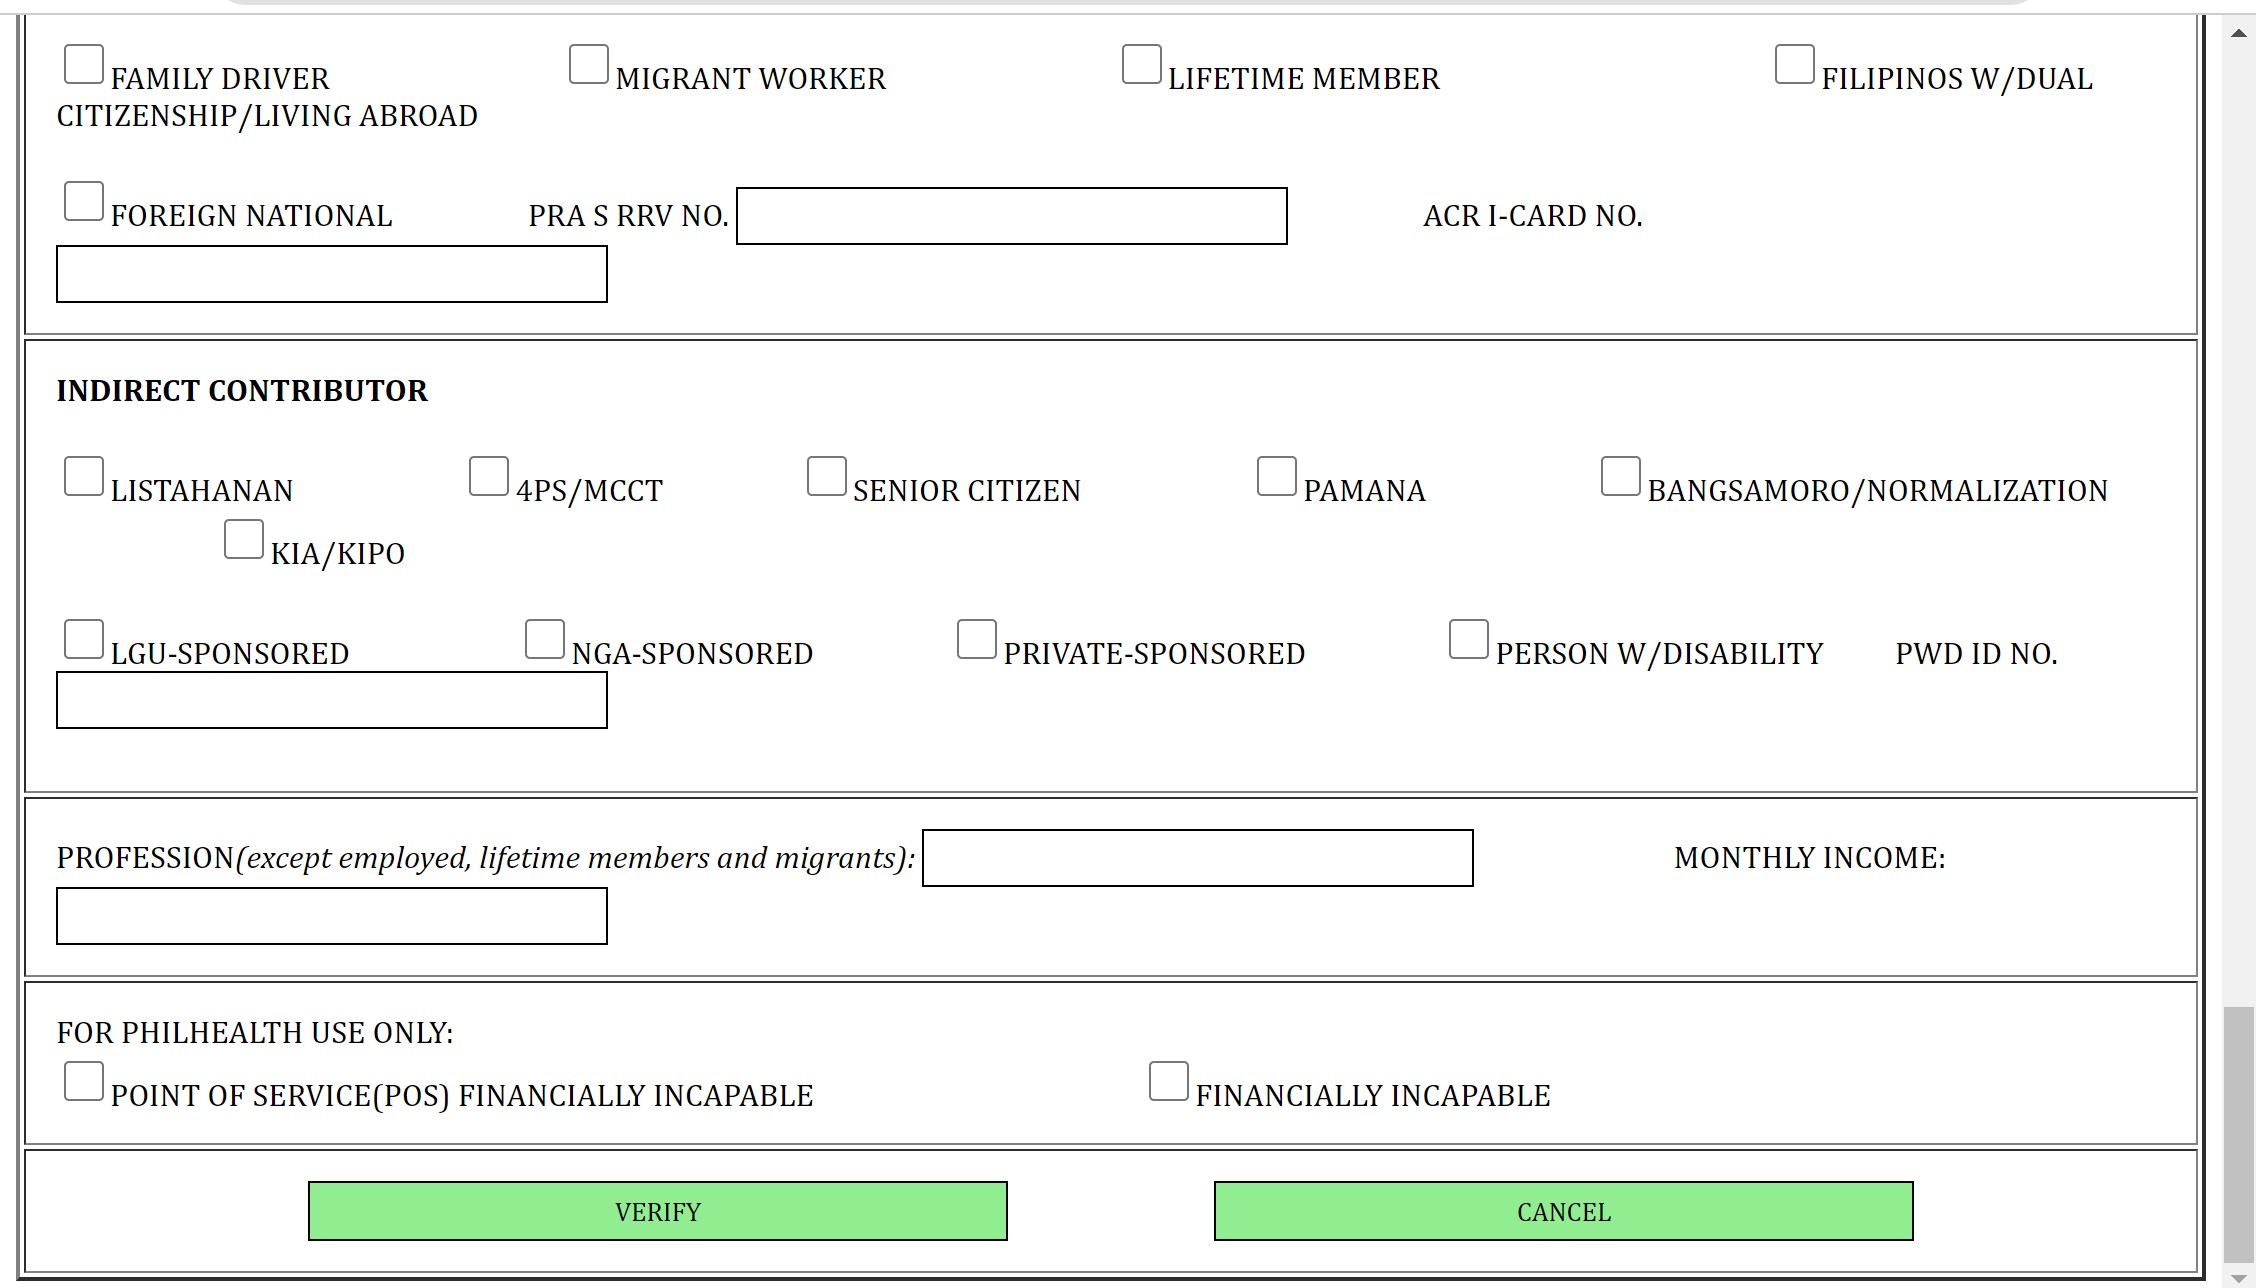 FAMILY DRIVER MIGRANT WORKER LIFETIME MEMBER FILIPINOS W/DUAL
CITIZENSHIP/LIVING ABROAD
FOREIGN NATIONAL PRA S RRV NO. ACR I-CARD NO.
INDIRECT CONTRIBUTOR
LISTAHANAN 4PS/MCCT SENIOR CITIZEN PAMANA BANGSAMORO/NORMALIZATION
KIA/KIPO
LGU-SPONSORED NGA-SPONSORED PRIVATE-SPONSORED PERSON W/DISABILITY PWD ID NO.
PROFESSION(except employed, lifetime members and migrants): MONTHLY INCOME:
FOR PHILHEALTH USE ONLY:
POINT OF SERVICE(POS) FINANCIALLY INCAPABLE FINANCIALLY INCAPABLE
VERIFY CANCEL